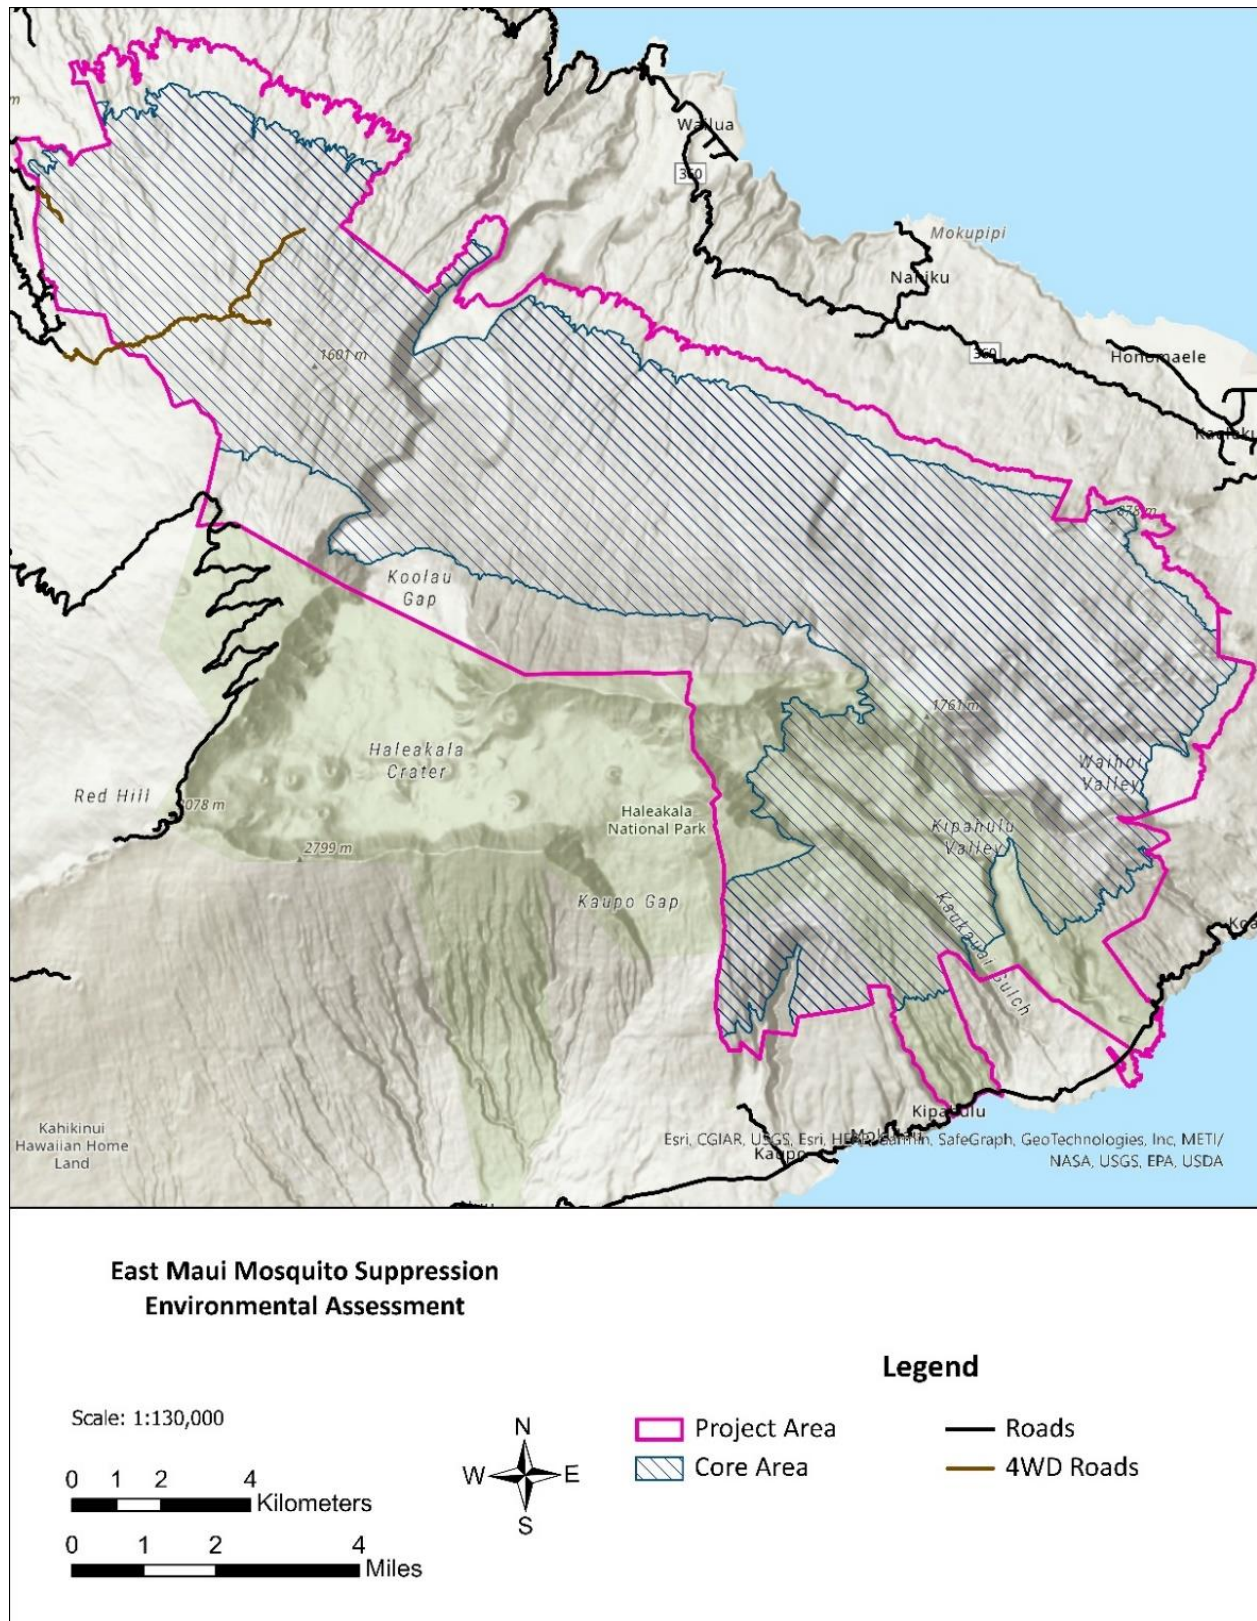 m
Wailua
360
Mokupipi
Nahiku
360
Honomaele
1601 m
878 m
Koolau
Gap
1761 m
Haleakala
Crater
Waihoi
Valley
Red Hill
3078 m
Haleakala
National Park
Kipahulu
Valley
2799 m
Kaupo Gap
Kaukauai Gulch
Kipahulu
Kahikinui
Hawaiian Home
Land
Kaupo
Esri, CGIAR, USGS, Esri, HERE, Garmin, SafeGraph, GeoTechnologies, Inc, METI/
NASA, USGS, EPA, USDA
East Maui Mosquito Suppression
Environmental Assessment
Legend
Scale: 1:130,000
N
W E
S
Project Area
Core Area
Roads
4WD Roads
0 1 2 4
Kilometers
0 1 2 4
Miles